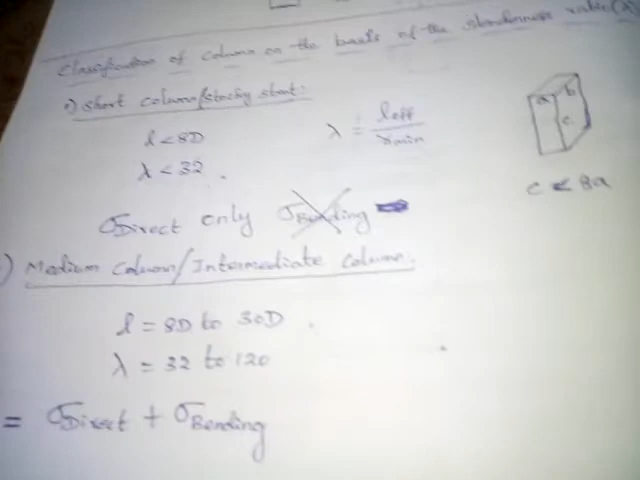 Classification of column on the basis of the slenderness ratio (λ)
1) Short column/stocky strut:
l < 8D
λ = leff / rmin
λ < 32 .
a b c
c < 8a
σDirect only σBending
) Medium Column/Intermediate column.
l = 8D to 30D .
λ = 32 to 120
= σDirect + σBending